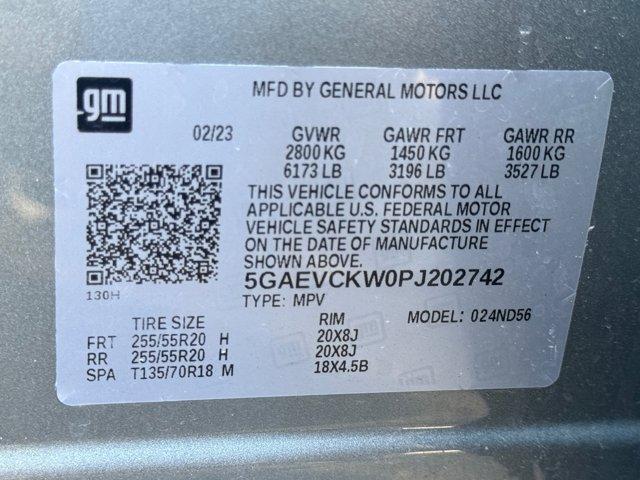 gm
MFD BY GENERAL MOTORS LLC
02/23 GVWR GAWR FRT GAWR RR
2800 KG 1450 KG 1600 KG
6173 LB 3196 LB 3527 LB
THIS VEHICLE CONFORMS TO ALL
APPLICABLE U.S. FEDERAL MOTOR
VEHICLE SAFETY STANDARDS IN EFFECT
ON THE DATE OF MANUFACTURE
SHOWN ABOVE.
130H
5GAEVCKW0PJ202742
TYPE: MPV
TIRE SIZE RIM MODEL: 024ND56
FRT 255/55R20 H 20X8J
RR 255/55R20 H 20X8J
SPA T135/70R18 M 18X4.5B